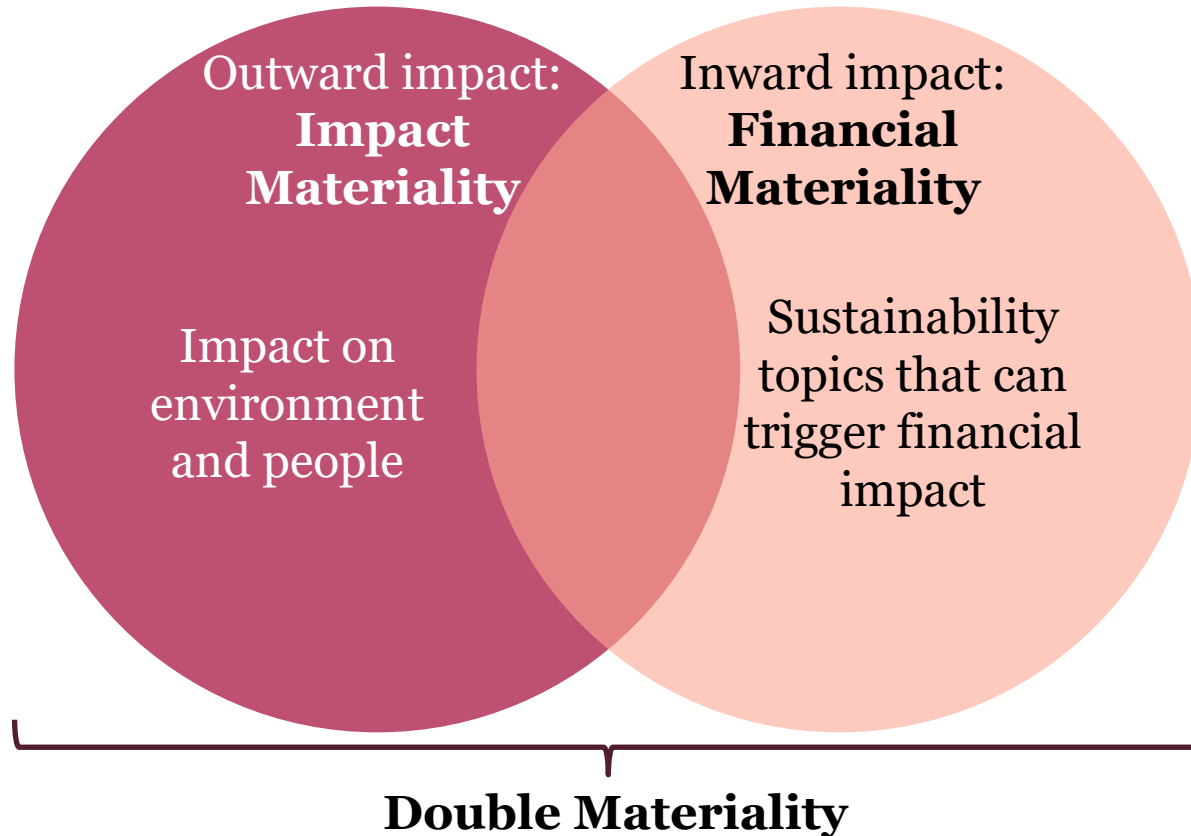 Outward impact:
Impact
Materiality
Impact on
environment
and people
Inward impact:
Financial
Materiality
Sustainability
topics that can
trigger financial
impact
Double Materiality